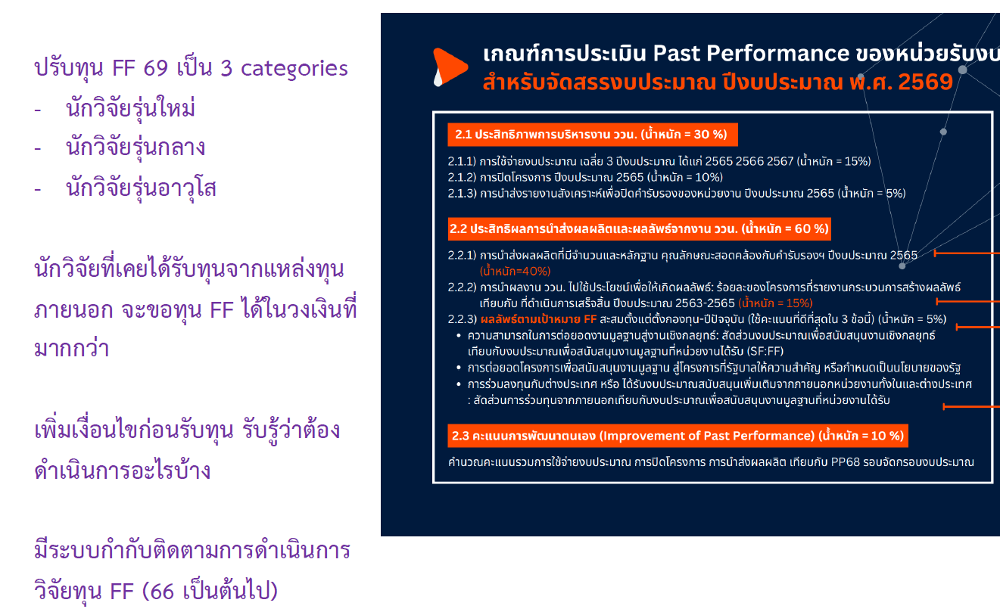 ปรับทุน FF 69 เป็น 3 categories
- นักวิจัยรุ่นใหม่
- นักวิจัยรุ่นกลาง
- นักวิจัยรุ่นอาวุโส
นักวิจัยที่เคยได้รับทุนจากแหล่งทุน
ภายนอก จะขอทุน FF ได้ในวงเงินที่
มากกว่า
เพิ่มเงื่อนไขก่อนรับทุน รับรู้ว่าต้อง
ดำเนินการอะไรบ้าง
มีระบบกำกับติดตามการดำเนินการ
วิจัยทุน FF (66 เป็นต้นไป)
เกณฑ์การประเมิน Past Performance ของหน่วยรับงบ
สำหรับจัดสรรงบประมาณ ปีงบประมาณ พ.ศ. 2569
2.1 ประสิทธิภาพการบริหารงาน ววน. (น้ำหนัก = 30 %)
2.1.1) การใช้จ่ายงบประมาณ เฉลี่ย 3 ปีงบประมาณ ได้แก่ 2565 2566 2567 (น้ำหนัก = 15%)
2.1.2) การปิดโครงการ ปีงบประมาณ 2565 (น้ำหนัก = 10%)
2.1.3) การนำส่งรายงานสังเคราะห์เพื่อปิดคำรับรองของหน่วยงาน ปีงบประมาณ 2565 (น้ำหนัก = 5%)
2.2 ประสิทธิผลการนำส่งผลผลิตและผลลัพธ์จากงาน ววน. (น้ำหนัก = 60 %)
2.2.1) การนำส่งผลผลิตที่มีจำนวนและหลักฐาน คุณลักษณะสอดคล้องกับคำรับรองฯ ปีงบประมาณ 2565
(น้ำหนัก=40%)
2.2.2) การนำผลงาน ววน. ไปใช้ประโยชน์เพื่อให้เกิดผลลัพธ์: ร้อยละของโครงการที่รายงานกระบวนการสร้างผลลัพธ์
เทียบกับ ที่ดำเนินการเสร็จสิ้น ปีงบประมาณ 2563-2565 (น้ำหนัก = 15%)
2.2.3) ผลลัพธ์ตามเป้าหมาย FF สะสมตั้งแต่ตั้งกองทุน-ปีปัจจุบัน (ใช้คะแนนที่ดีที่สุดใน 3 ข้อนี้) (น้ำหนัก = 5%)
• ความสามารถในการต่อยอดงานมูลฐานสู่งานเชิงกลยุทธ์: สัดส่วนงบประมาณเพื่อสนับสนุนงานเชิงกลยุทธ์
เทียบกับงบประมาณเพื่อสนับสนุนงานมูลฐานที่หน่วยงานได้รับ (SF:FF)
• การต่อยอดโครงการเพื่อสนับสนุนงานมูลฐาน สู่โครงการที่รัฐบาลให้ความสำคัญ หรือกำหนดเป็นนโยบายของรัฐ
• การร่วมลงทุนกับต่างประเทศ หรือ ได้รับงบประมาณสนับสนุนเพิ่มเติมจากภายนอกหน่วยงานทั้งในและต่างประเทศ
: สัดส่วนการร่วมทุนจากภายนอกเทียบกับงบประมาณเพื่อสนับสนุนงานมูลฐานที่หน่วยงานได้รับ
2.3 คะแนนการพัฒนาตนเอง (Improvement of Past Performance) (น้ำหนัก = 10 %)
คำนวณคะแนนรวมการใช้จ่ายงบประมาณ การปิดโครงการ การนำส่งผลผลิต เทียบกับ PP68 รอบจัดกรอบงบประมาณ